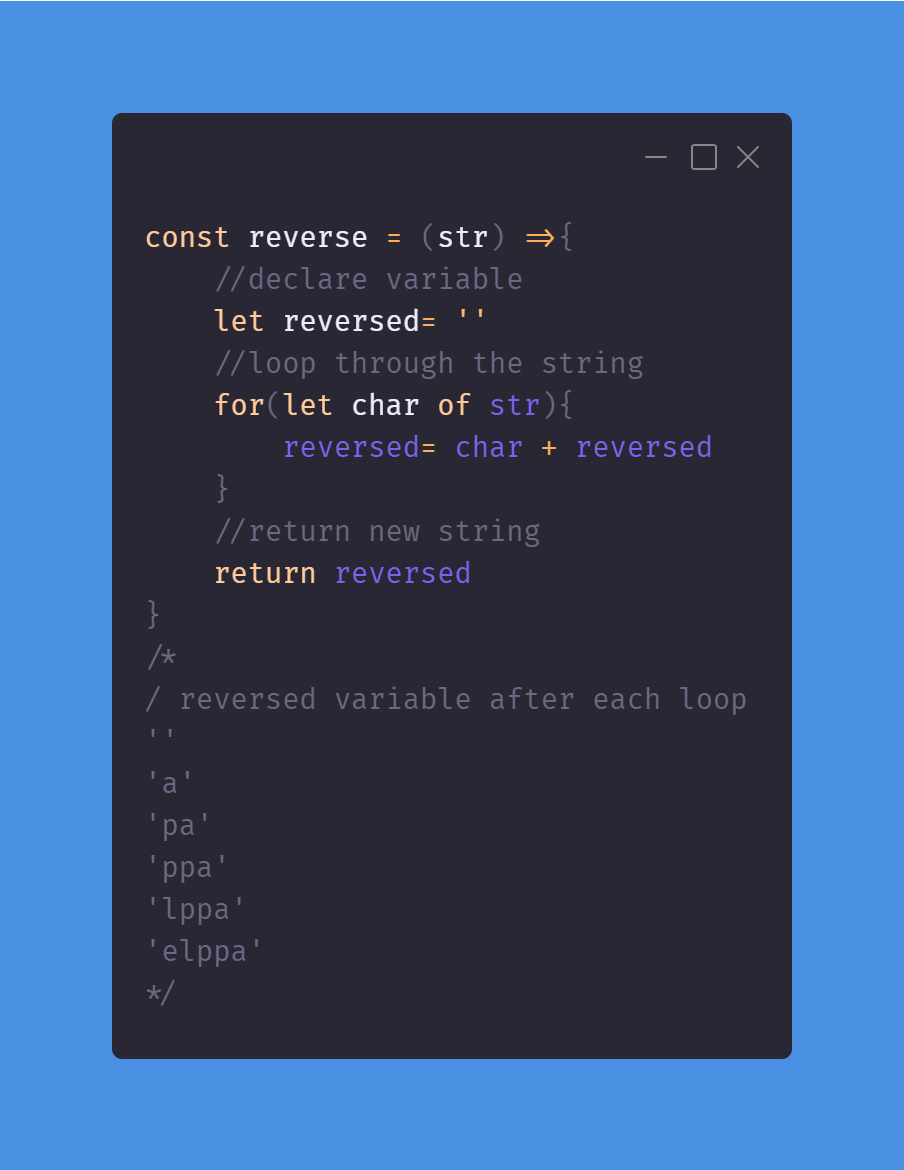 const reverse = (str) =>{
    //declare variable
    let reversed= ''
    //loop through the string
    for(let char of str){
        reversed= char + reversed
    }
    //return new string
    return reversed
}
/*
/ reversed variable after each loop
''
'a'
'pa'
'ppa'
'lppa'
'elppa'
*/